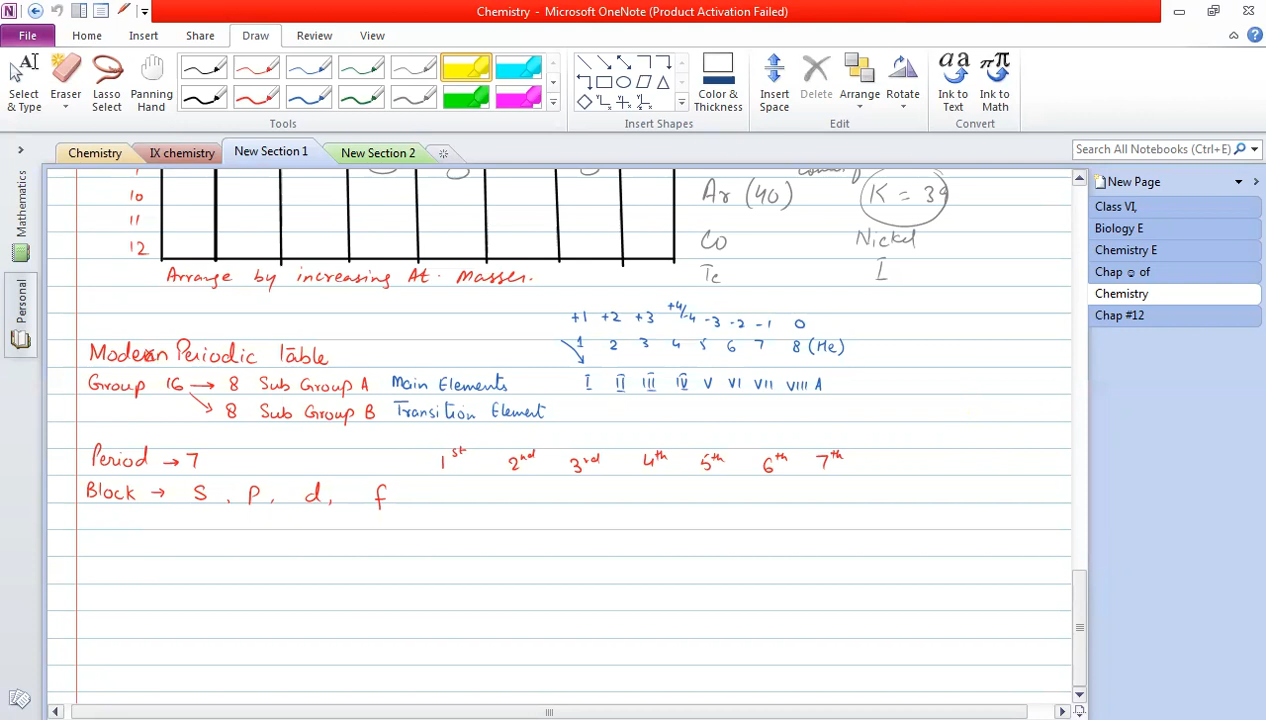 Chemistry - Microsoft OneNote (Product Activation Failed)
File Home Insert Share Draw Review View
Select & Type
Eraser
Lasso Select
Panning Hand
Color & Thickness
Insert Space
Delete
Arrange
Rotate
Ink to Text
Ink to Math
Tools
Insert Shapes
Edit
Convert
Chemistry IX chemistry New Section 1 New Section 2
Search All Notebooks (Ctrl+E)
Mathematics
Personal
New Page
Class VI,
Biology E
Chemistry E
Chap ☺ of
Chemistry
Chap #12
10
11
12
Ar (40) K = 39
Co Nickel
Te I
Arrange by increasing At. Masses.
+1 +2 +3 +4/-4 -3 -2 -1 0
1 2 3 4 5 6 7 8 (He)
Modern Periodic Table
Group 16 → 8 Sub Group A Main Elements I II III IV V VI VII VIII A
8 Sub Group B Transition Element
Period → 7 1st 2nd 3rd 4th 5th 6th 7th
Block → S, P, d, f